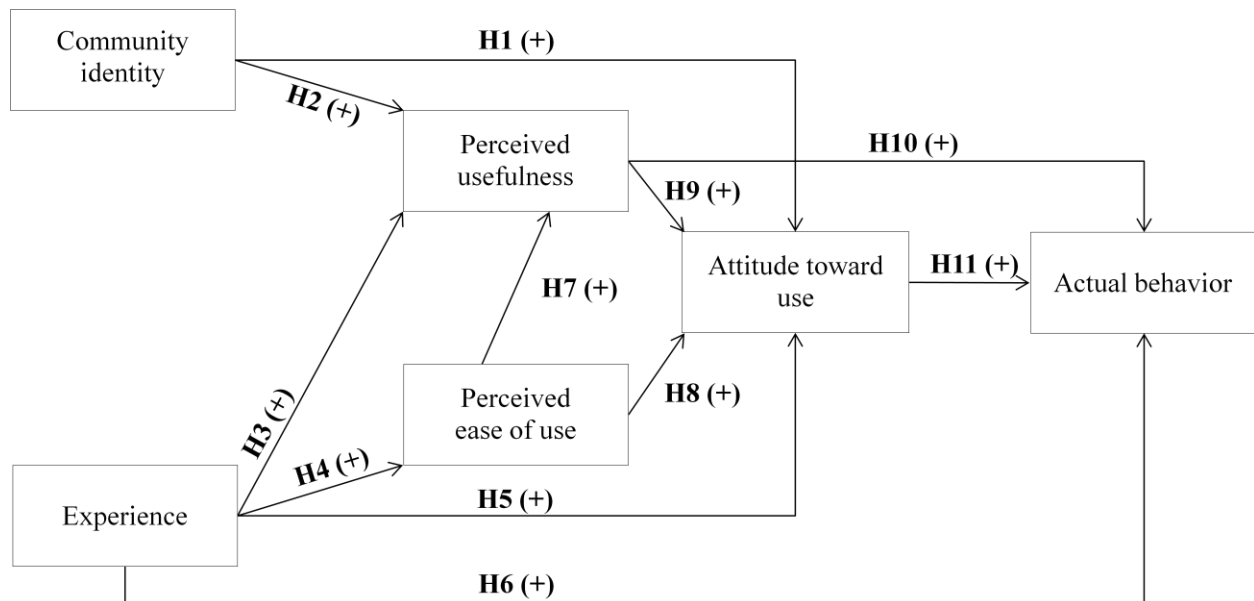 Community
identity
H1 (+)
H2 (+)
Perceived
usefulness
H10 (+)
H9 (+)
Attitude toward
use
H11 (+)
Actual behavior
H7 (+)
H3 (+)
Perceived
ease of use
H8 (+)
H4 (+)
Experience
H5 (+)
H6 (+)